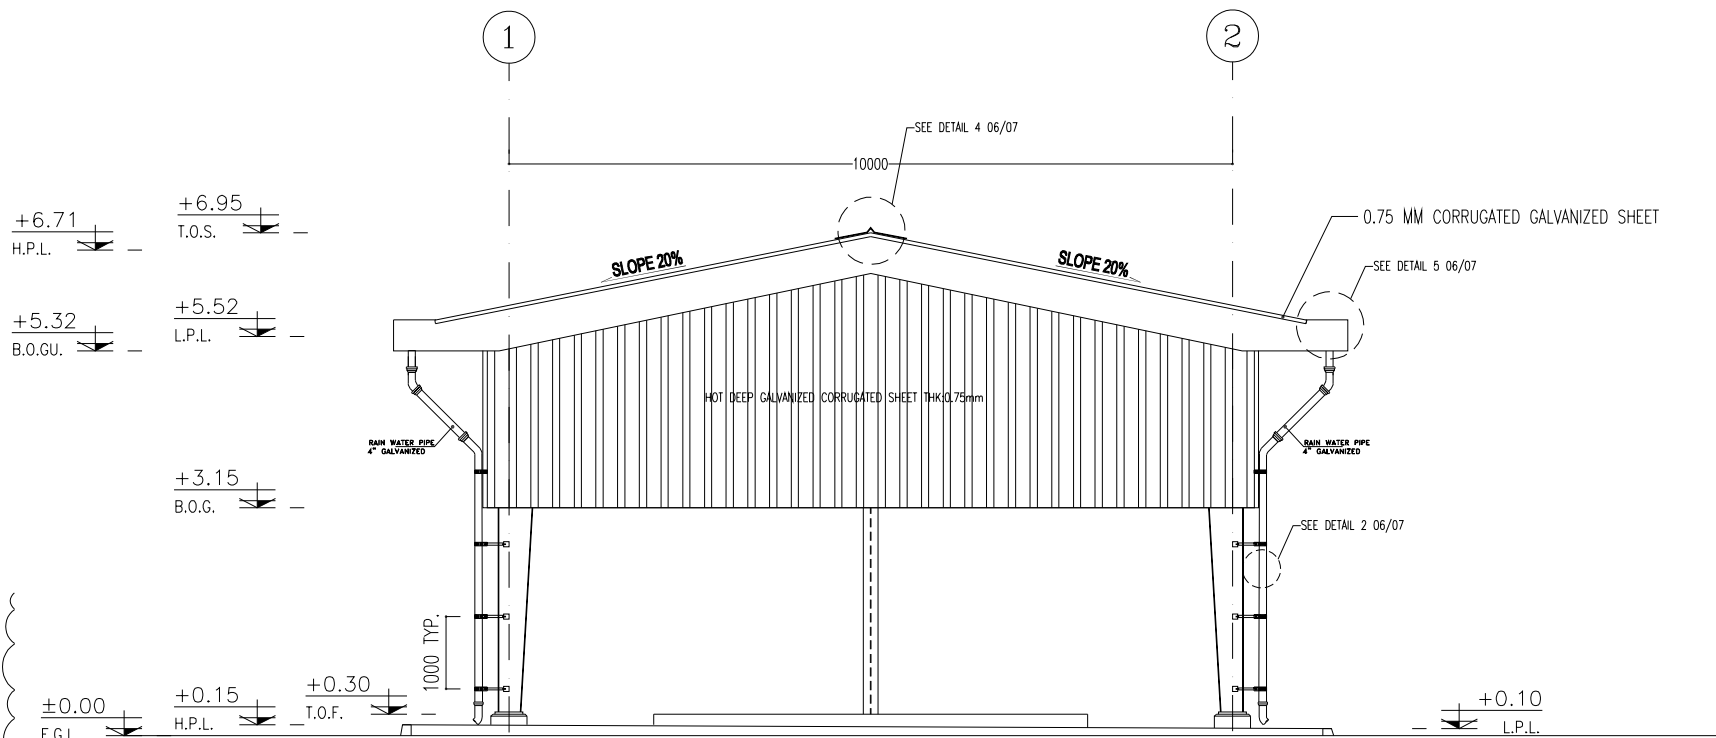 1
2
SEE DETAIL 4 06/07
10000
+6.71
H.P.L.
+6.95
T.O.S.
0.75 MM CORRUGATED GALVANIZED SHEET
SLOPE 20%
SLOPE 20%
SEE DETAIL 5 06/07
+5.32
B.O.GU.
+5.52
L.P.L.
HOT DEEP GALVANIZED CORRUGATED SHEET THK:0.75mm
RAIN WATER PIPE
4" GALVANIZED
RAIN WATER PIPE
4" GALVANIZED
+3.15
B.O.G.
SEE DETAIL 2 06/07
1000 TYP.
±0.00
F.G.L
+0.15
H.P.L.
+0.30
T.O.F.
+0.10
L.P.L.